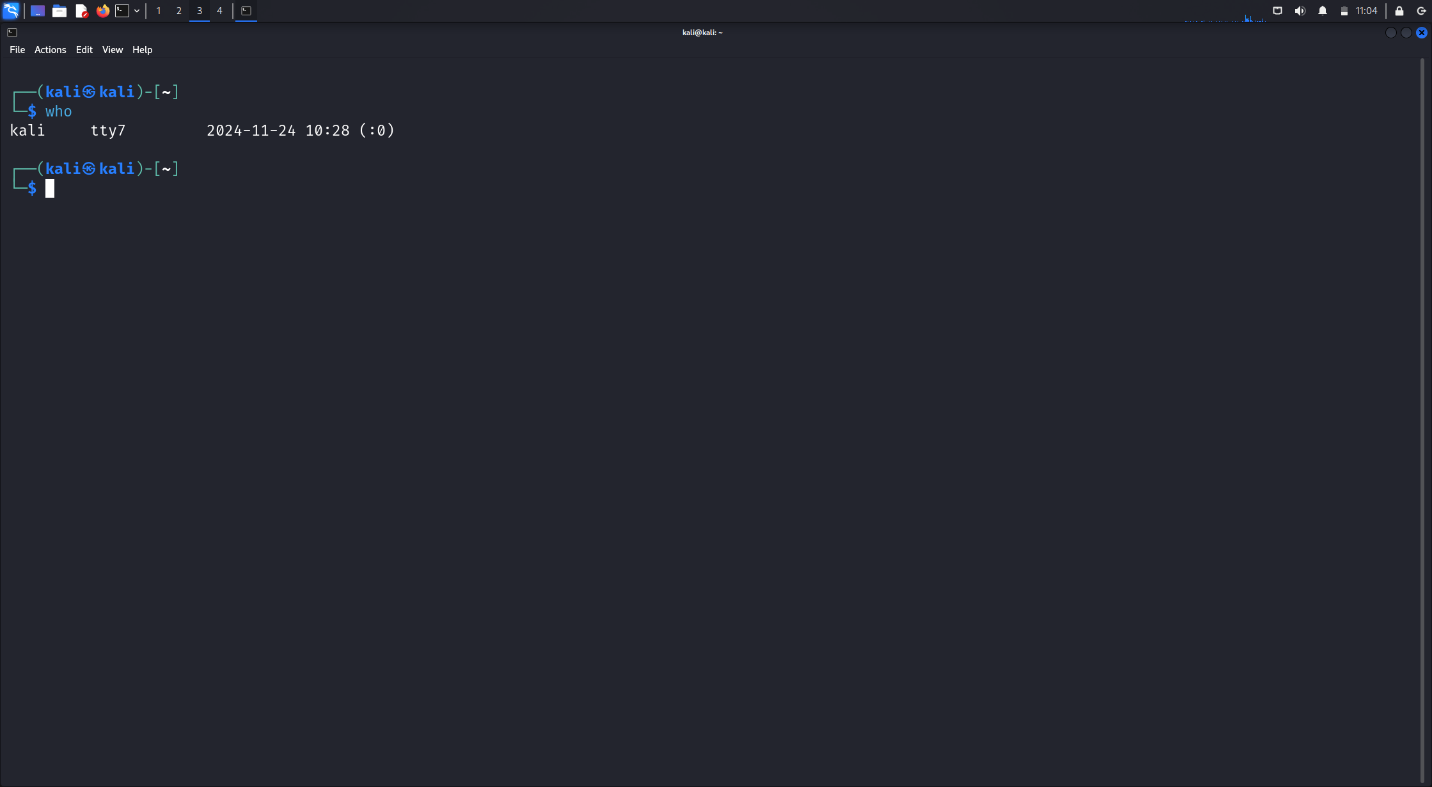 1 2 3 4 11:04
kali@kali: ~
File Actions Edit View Help
┌──(kali㉿kali)-[~]
└─$ who
kali     tty7         2024-11-24 10:28 (:0)
┌──(kali㉿kali)-[~]
└─$